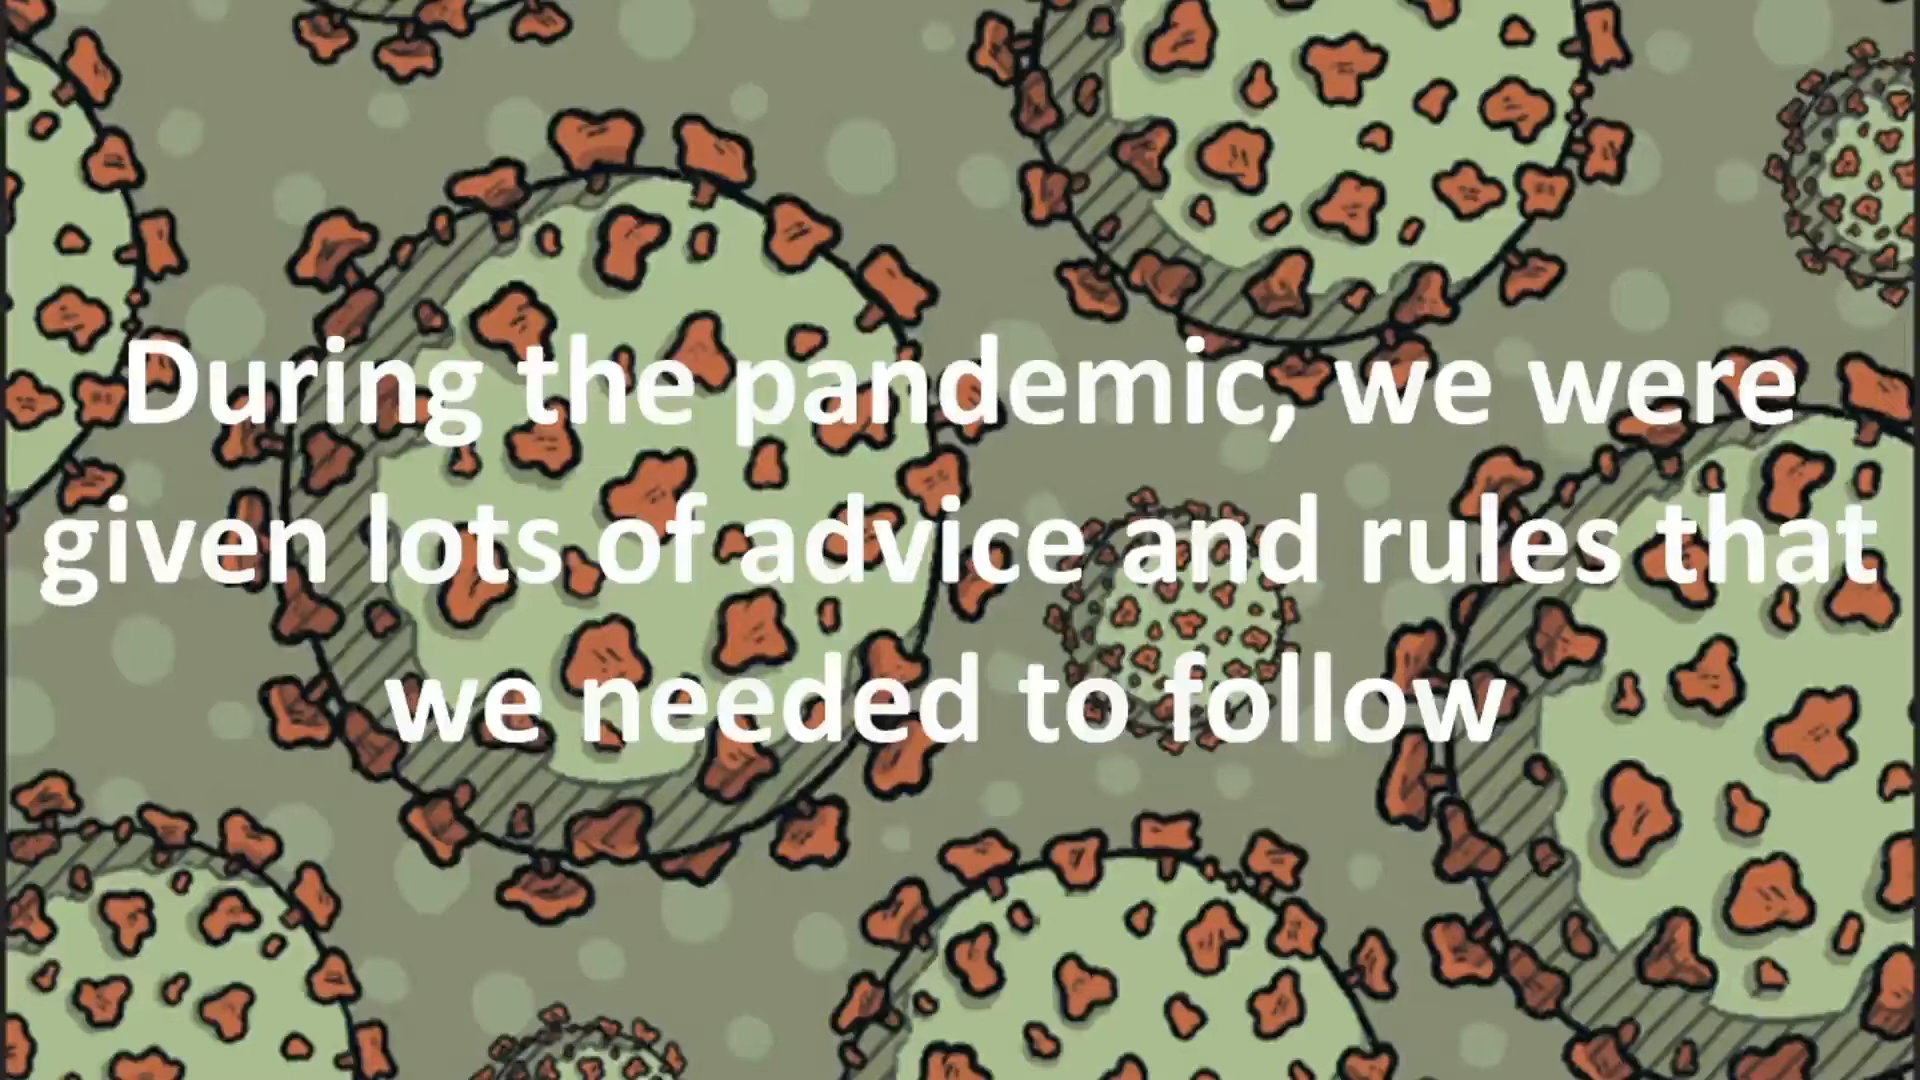 During the pandemic, we were
given lots of advice and rules that
we needed to follow